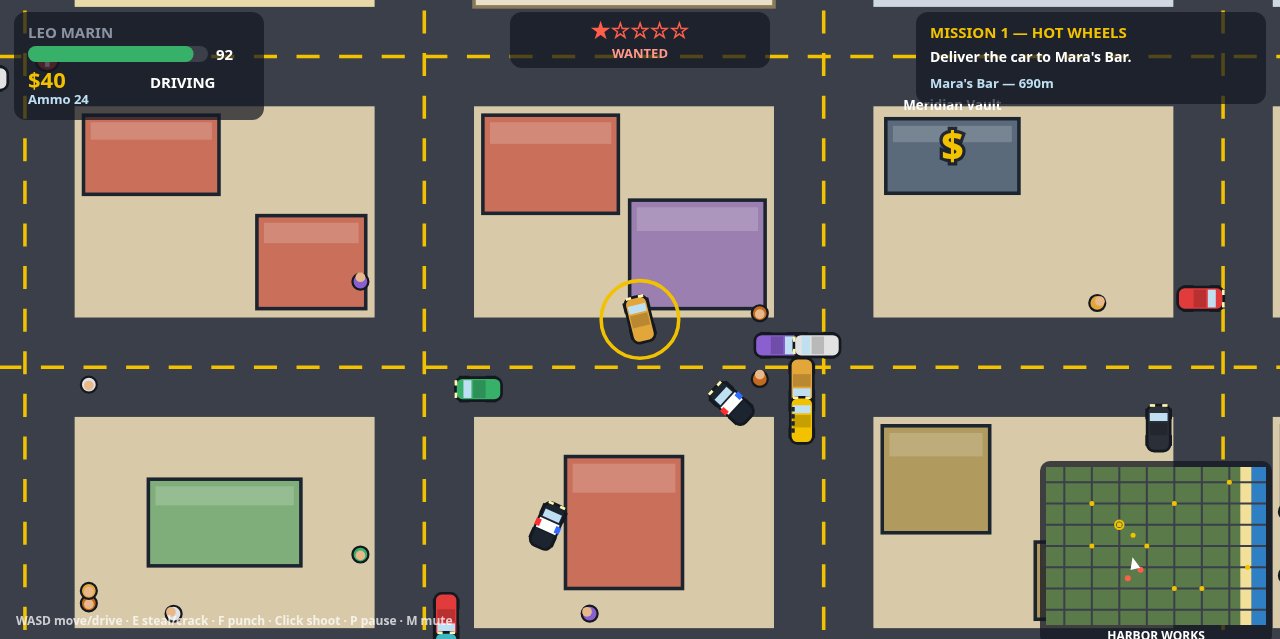 LEO MARIN
92
$40
DRIVING
Ammo 24
★☆☆☆☆
WANTED
MISSION 1 — HOT WHEELS
Deliver the car to Mara's Bar.
Mara's Bar — 690m
Meridian Vault
$
WASD move/drive · E steal/track · F punch · Click shoot · P pause · M mute
HARBOR WORKS